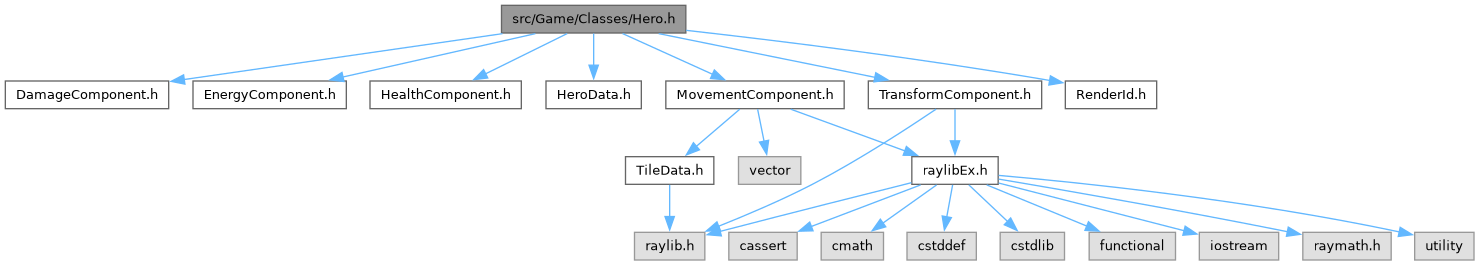 src/Game/Classes/Hero.h
DamageComponent.h
EnergyComponent.h
HealthComponent.h
HeroData.h
MovementComponent.h
TransformComponent.h
RenderId.h
TileData.h
vector
raylibEx.h
raylib.h
cassert
cmath
cstddef
cstdlib
functional
iostream
raymath.h
utility